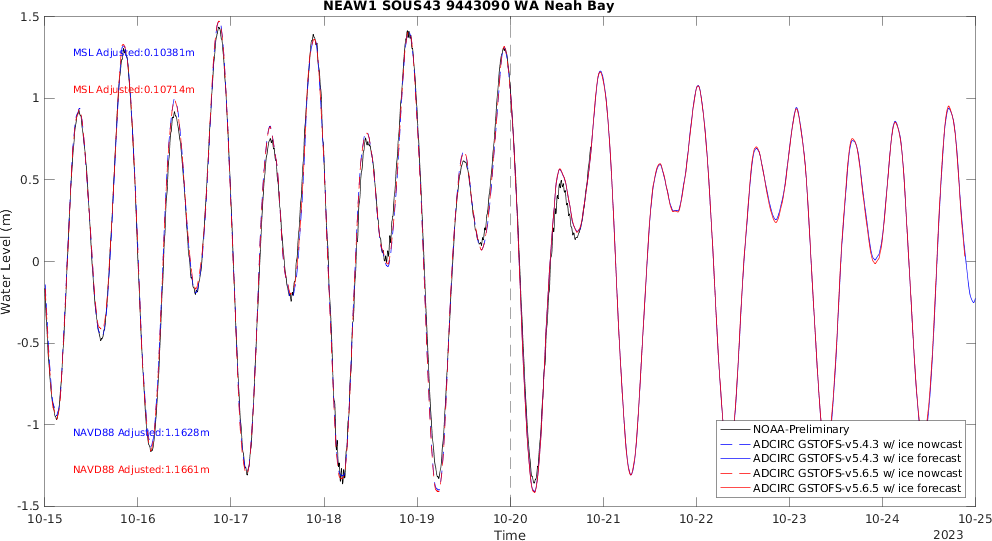 NEAW1 SOUS43 9443090 WA Neah Bay
1.5
1
0.5
0
-0.5
-1
-1.5
Water Level (m)
MSL Adjusted:0.10381m
MSL Adjusted:0.10714m
NAVD88 Adjusted:1.1628m
NAVD88 Adjusted:1.1661m
NOAA-Preliminary
ADCIRC GSTOFS-v5.4.3 w/ ice nowcast
ADCIRC GSTOFS-v5.4.3 w/ ice forecast
ADCIRC GSTOFS-v5.6.5 w/ ice nowcast
ADCIRC GSTOFS-v5.6.5 w/ ice forecast
10-15 10-16 10-17 10-18 10-19 10-20 10-21 10-22 10-23 10-24 10-25
Time
2023